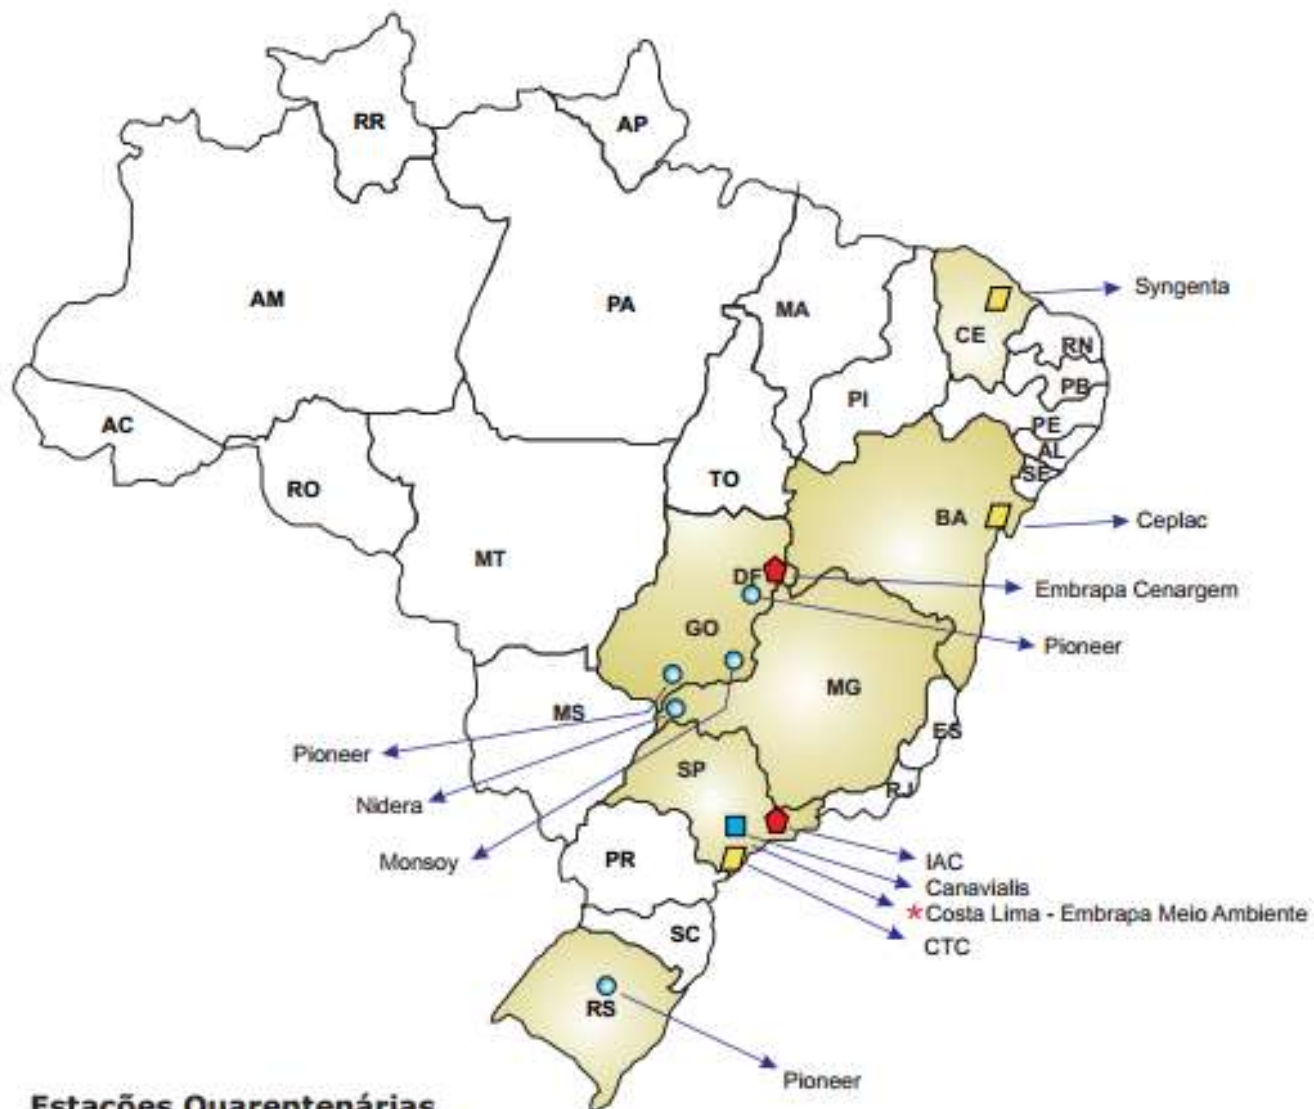 RR
AP
AM
PA
MA
CE
Syngenta
RN
PB
PI
PE
AL
SE
AC
RO
TO
BA
Ceplac
MT
DF
Embrapa Cenargem
Pioneer
GO
MG
MS
ES
Pioneer
SP
RJ
Nidera
Monsoy
PR
IAC
Canavialis
*Costa Lima - Embrapa Meio Ambiente
CTC
SC
RS
Pioneer
Estações Quarentenárias